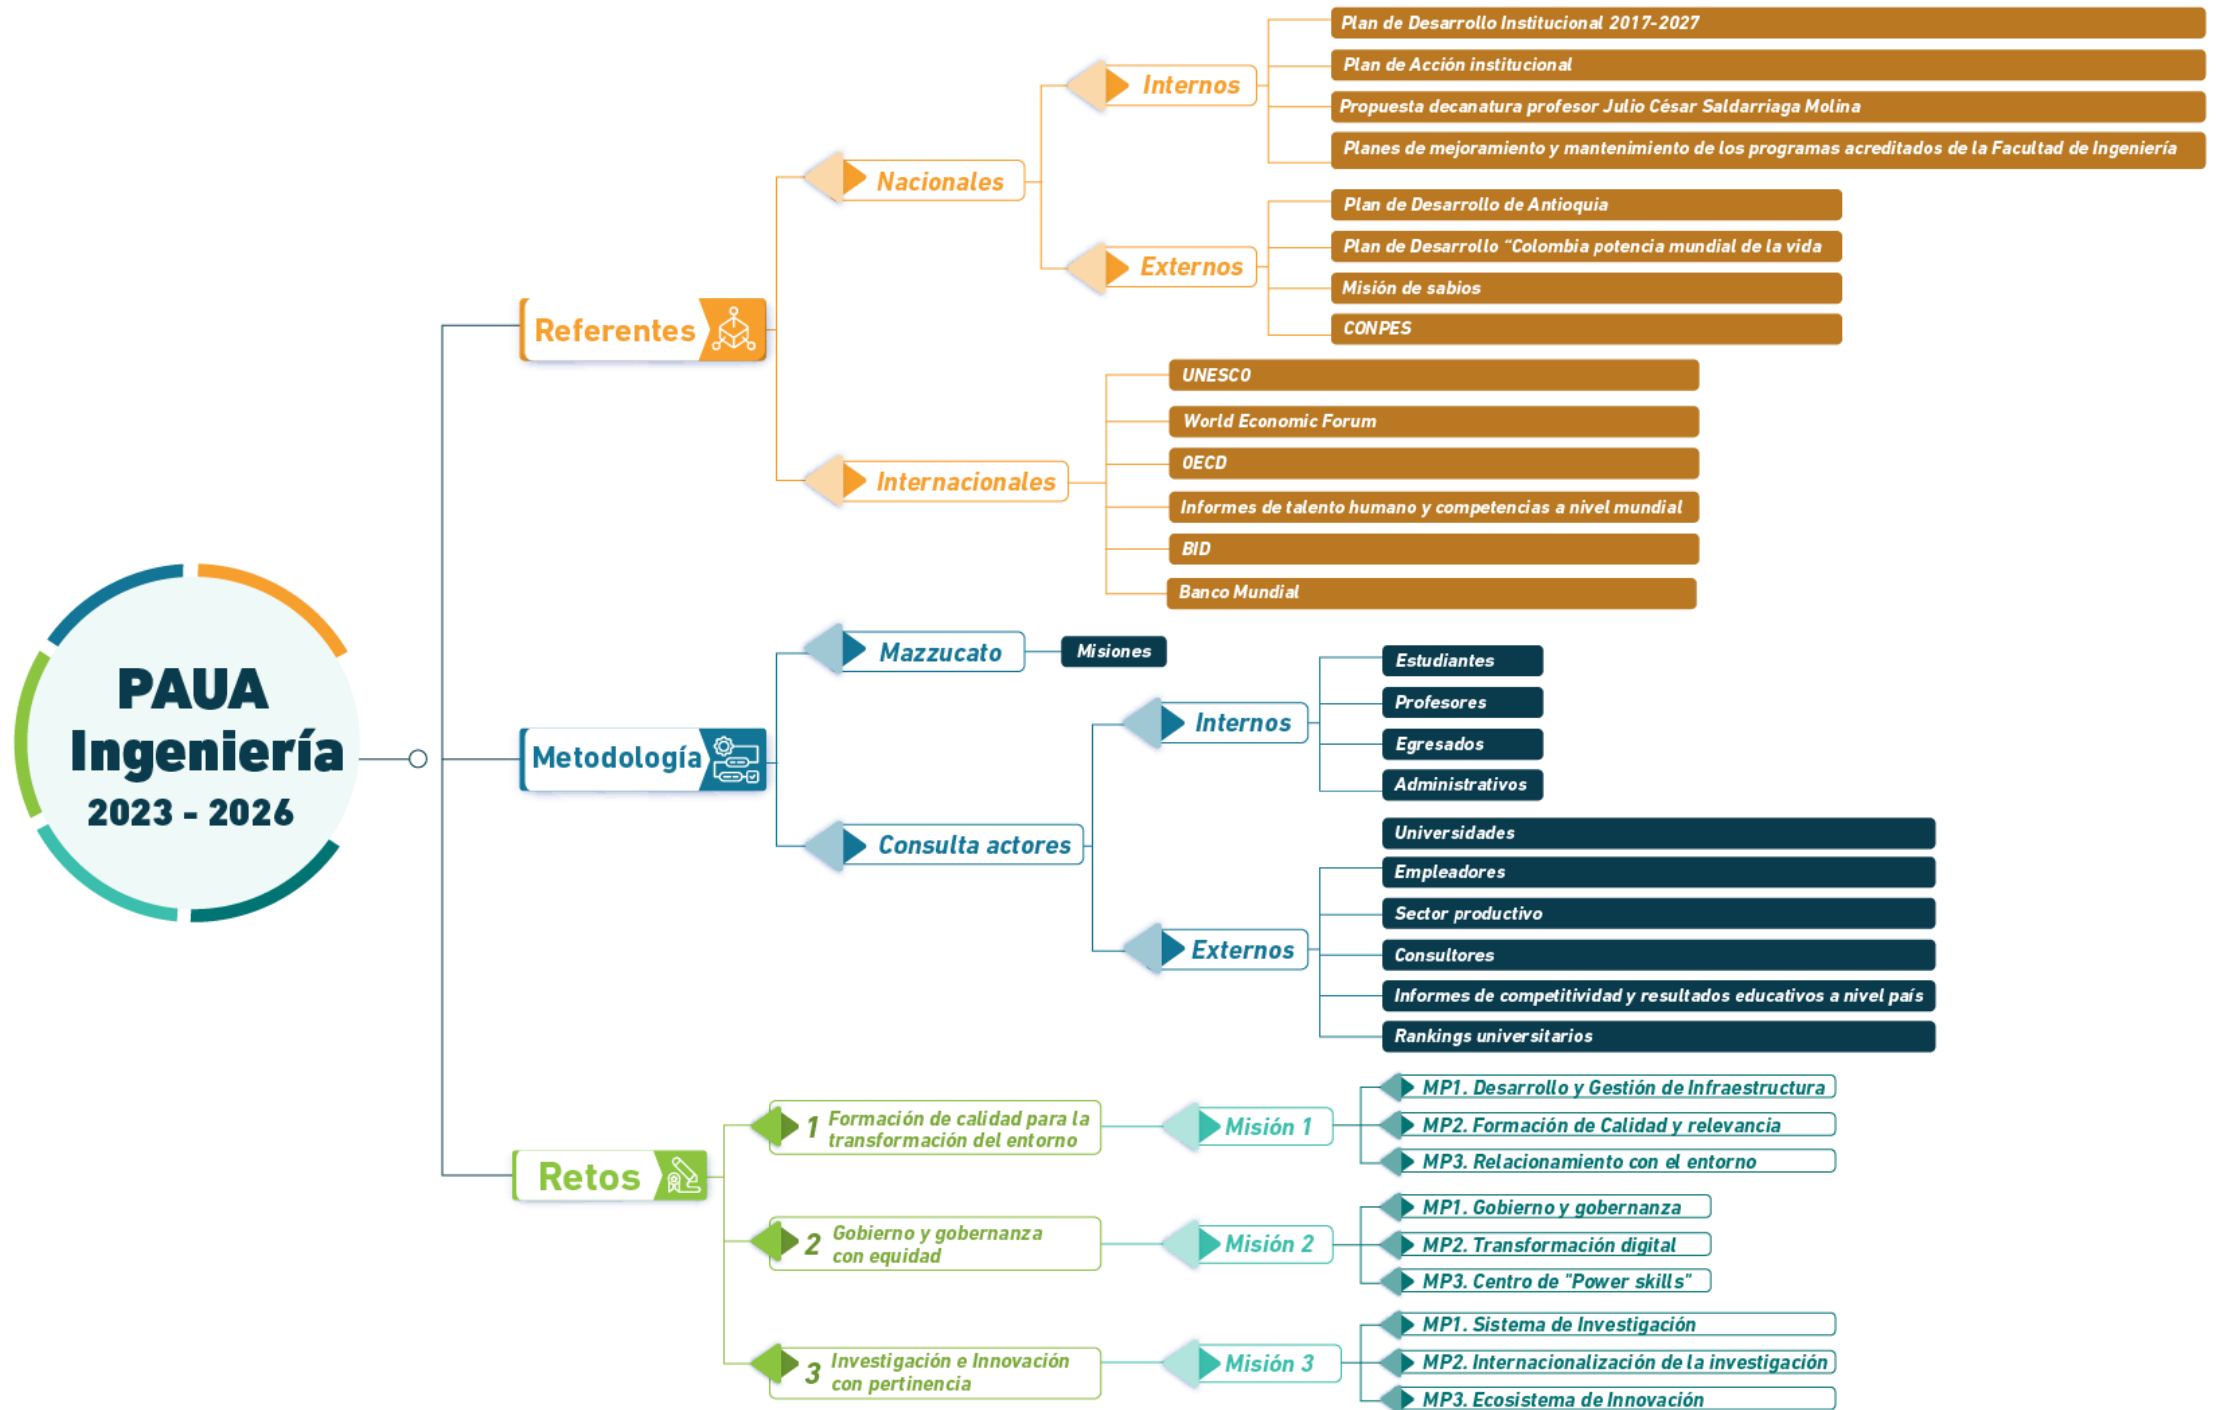 PAUA
Ingeniería
2023 - 2026
Referentes
Nacionales
Internos
Plan de Desarrollo Institucional 2017-2027
Plan de Acción institucional
Propuesta decanatura profesor Julio César Saldarriaga Molina
Planes de mejoramiento y mantenimiento de los programas acreditados de la Facultad de Ingeniería
Externos
Plan de Desarrollo de Antioquia
Plan de Desarrollo “Colombia potencia mundial de la vida
Misión de sabios
CONPES
Internacionales
UNESCO
World Economic Forum
OECD
Informes de talento humano y competencias a nivel mundial
BID
Banco Mundial
Metodología
Mazzucato
Misiones
Consulta actores
Internos
Estudiantes
Profesores
Egresados
Administrativos
Externos
Universidades
Empleadores
Sector productivo
Consultores
Informes de competitividad y resultados educativos a nivel país
Rankings universitarios
Retos
1 Formación de calidad para la
transformación del entorno
Misión 1
MP1. Desarrollo y Gestión de Infraestructura
MP2. Formación de Calidad y relevancia
MP3. Relacionamiento con el entorno
2 Gobierno y gobernanza
con equidad
Misión 2
MP1. Gobierno y gobernanza
MP2. Transformación digital
MP3. Centro de "Power skills"
3 Investigación e Innovación
con pertinencia
Misión 3
MP1. Sistema de Investigación
MP2. Internacionalización de la investigación
MP3. Ecosistema de Innovación